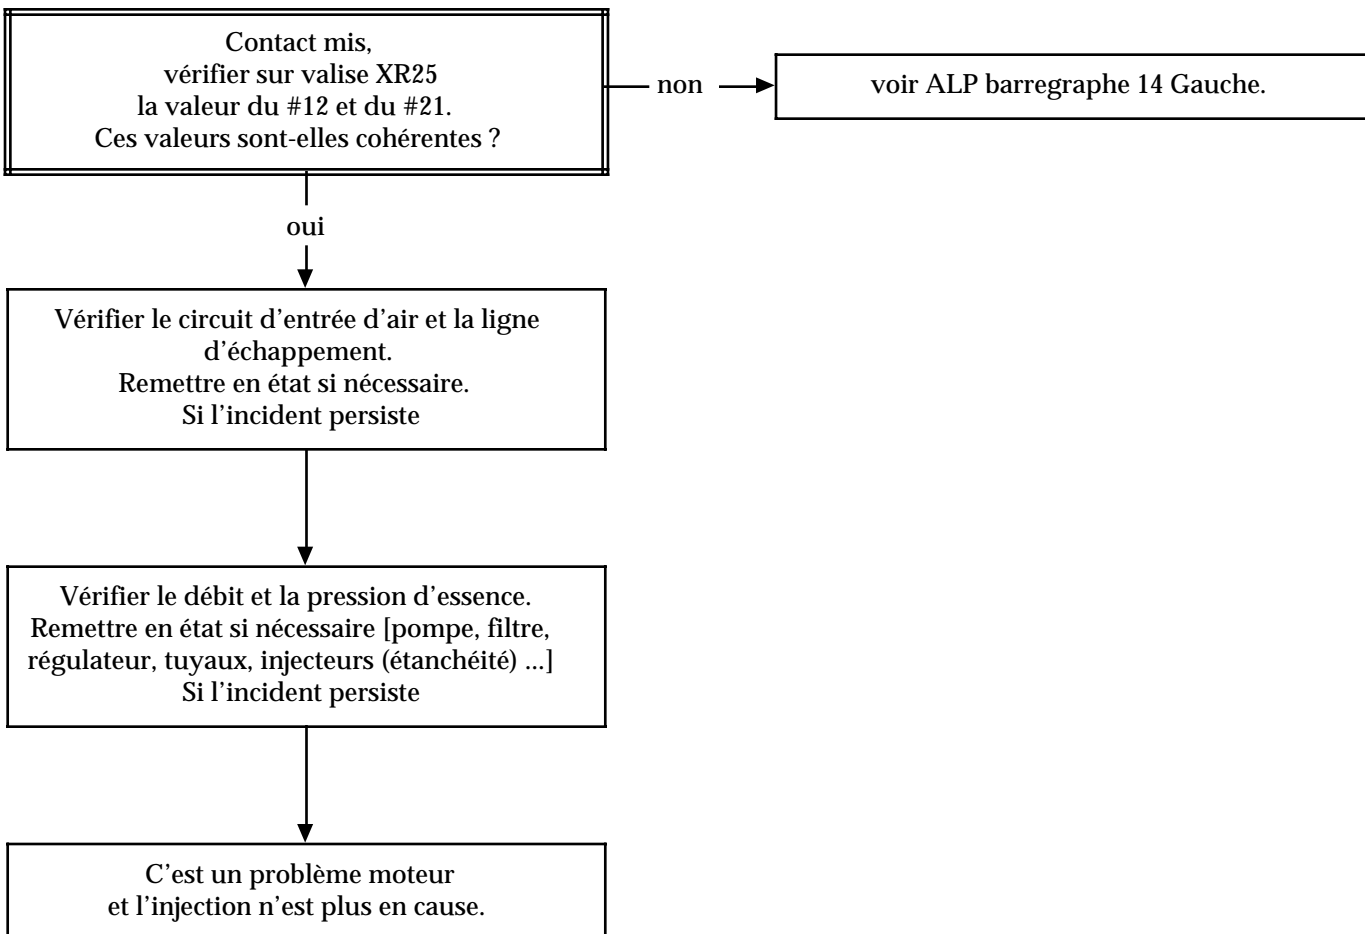 Contact mis,
vérifier sur valise XR25
la valeur du #12 et du #21.
Ces valeurs sont-elles cohérentes ?
non
voir ALP barregraphe 14 Gauche.
oui
Vérifier le circuit d’entrée d’air et la ligne
d’échappement.
Remettre en état si nécessaire.
Si l’incident persiste
Vérifier le débit et la pression d’essence.
Remettre en état si nécessaire [pompe, filtre,
régulateur, tuyaux, injecteurs (étanchéité) ...]
Si l’incident persiste
C’est un problème moteur
et l’injection n’est plus en cause.